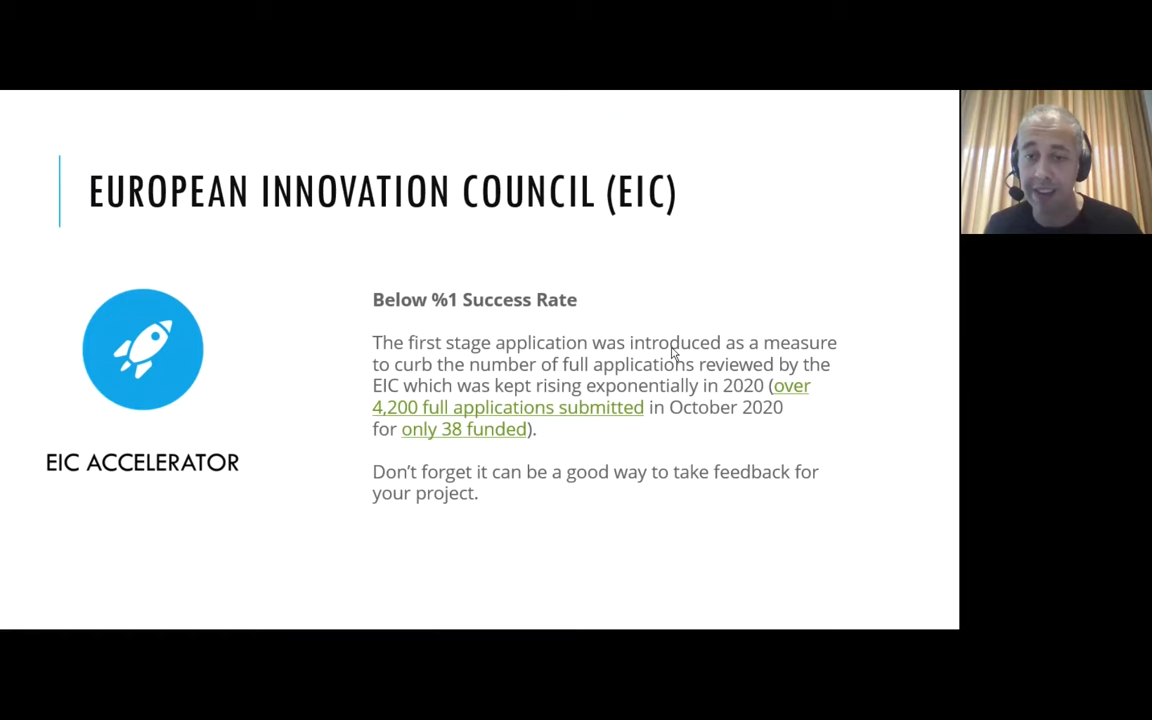 EUROPEAN INNOVATION COUNCIL (EIC)
Below %1 Success Rate
The first stage application was introduced as a measure
to curb the number of full applications reviewed by the
EIC which was kept rising exponentially in 2020 (over
4,200 full applications submitted in October 2020
for only 38 funded).
EIC ACCELERATOR
Don't forget it can be a good way to take feedback for
your project.